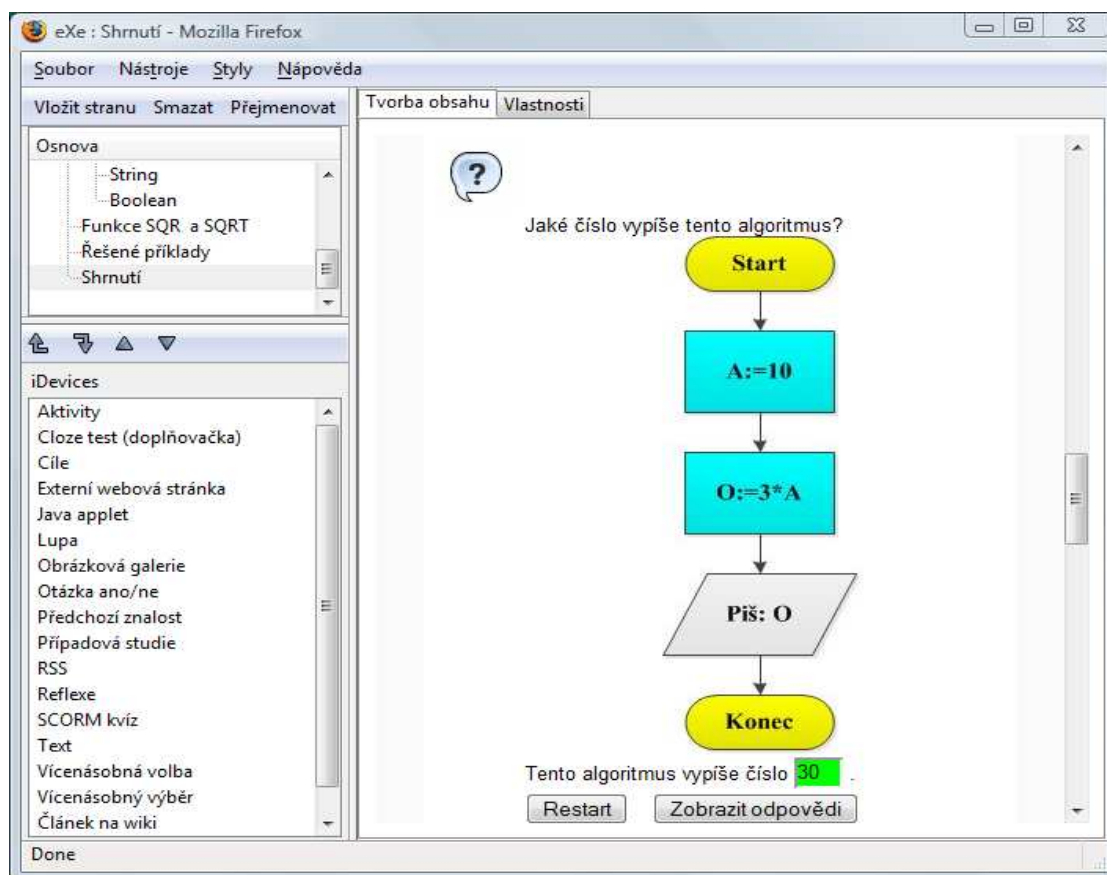 eXe : Shrnutí - Mozilla Firefox
Soubor Nástroje Styly Nápověda
Vložit stranu Smazat Přejmenovat
Osnova
String
Boolean
Funkce SQR a SQRT
Řešené příklady
Shrnutí
iDevices
Aktivity
Cloze test (doplňovačka)
Cíle
Externí webová stránka
Java applet
Lupa
Obrázková galerie
Otázka ano/ne
Předchozí znalost
Případová studie
RSS
Reflexe
SCORM kvíz
Text
Vícenásobná volba
Vícenásobný výběr
Článek na wiki
Tvorba obsahu Vlastnosti
?
Jaké číslo vypíše tento algoritmus?
Start
A:=10
O:=3*A
Piš: O
Konec
Tento algoritmus vypíše číslo 30 .
Restart Zobrazit odpovědi
Done